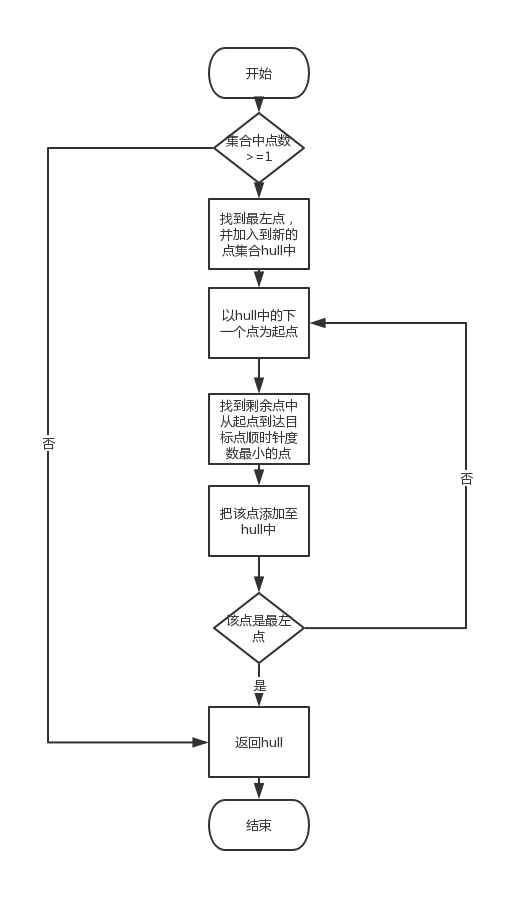 开始
集合中点数
>=1
找到最左点，
并加入到新的
点集合hull中
以hull中的下
一个点为起点
找到剩余点中
从起点到达目
标点顺时针度
数最小的点
否
否
把该点添加至
hull中
该点是最左
点
是
返回hull
结束